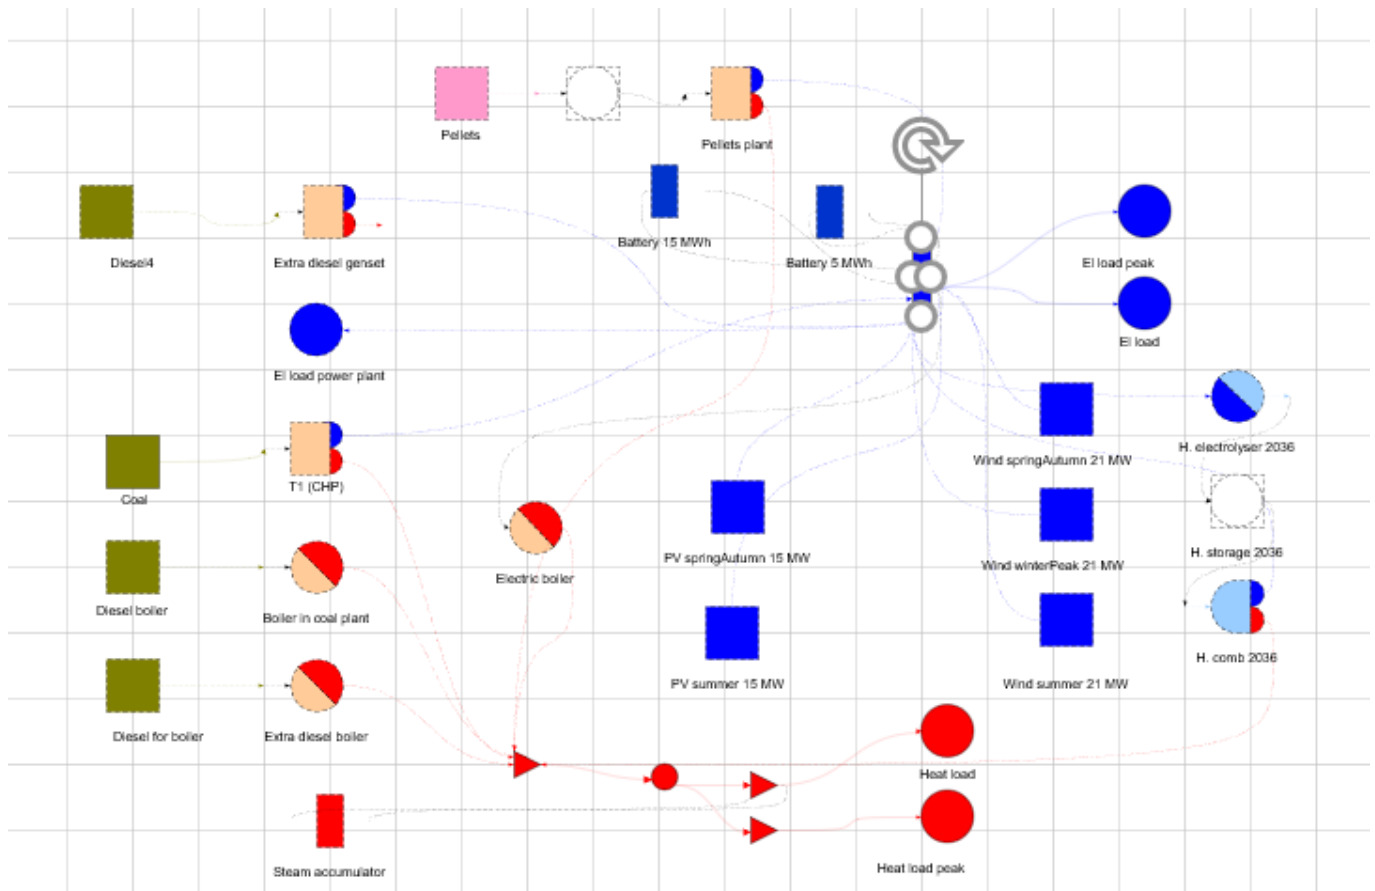 Pellets
Pellets plant
Battery 15 MWh
Battery 5 MWh
Diesel4
Extra diesel genset
El load peak
El load
El load power plant
H. electrolyser 2036
Wind springAutumn 21 MW
Coal
T1 (CHP)
H. storage 2036
PV springAutumn 15 MW
Wind winterPeak 21 MW
Electric boiler
Diesel boiler
Boiler in coal plant
H. comb 2036
PV summer 15 MW
Wind summer 21 MW
Diesel for boiler
Extra diesel boiler
Heat load
Heat load peak
Steam accumulator